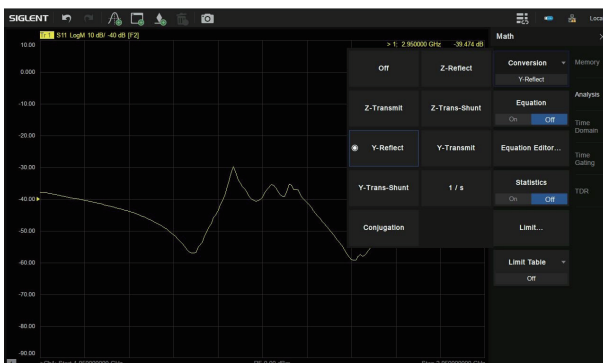 SIGLENT
Local
Tr 1 S11 LogM 10 dB/ -40 dB [F2]
> 1: 2.950000 GHz -39.474 dB
10.00
0.000
-10.00
-20.00
-30.00
-40.00
-50.00
-60.00
-70.00
-80.00
-90.00
Off
Z-Reflect
Z-Transmit
Z-Trans-Shunt
Y-Reflect
Y-Transmit
Y-Trans-Shunt
1 / s
Conjugation
Math
Conversion
Y-Reflect
Equation
On Off
Equation Editor...
Statistics
On Off
Limit...
Limit Table
Off
Memory
Analysis
Time
Domain
Time
Gating
TDR